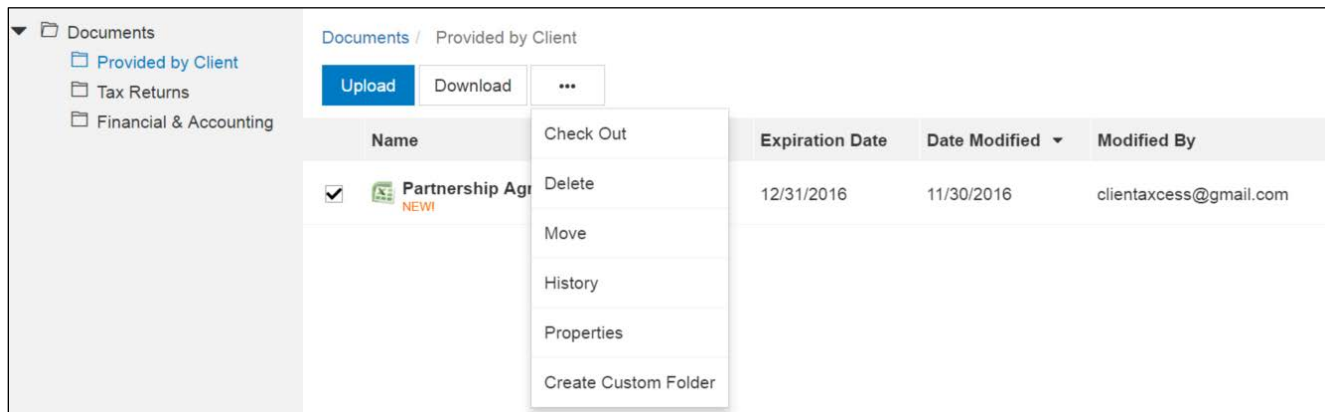 Documents
Provided by Client
Tax Returns
Financial & Accounting
Documents / Provided by Client
Upload Download •••
Check Out
Delete
Move
History
Properties
Create Custom Folder
Name Expiration Date Date Modified Modified By
Partnership Agr 12/31/2016 11/30/2016 clientaxcess@gmail.com
NEW!